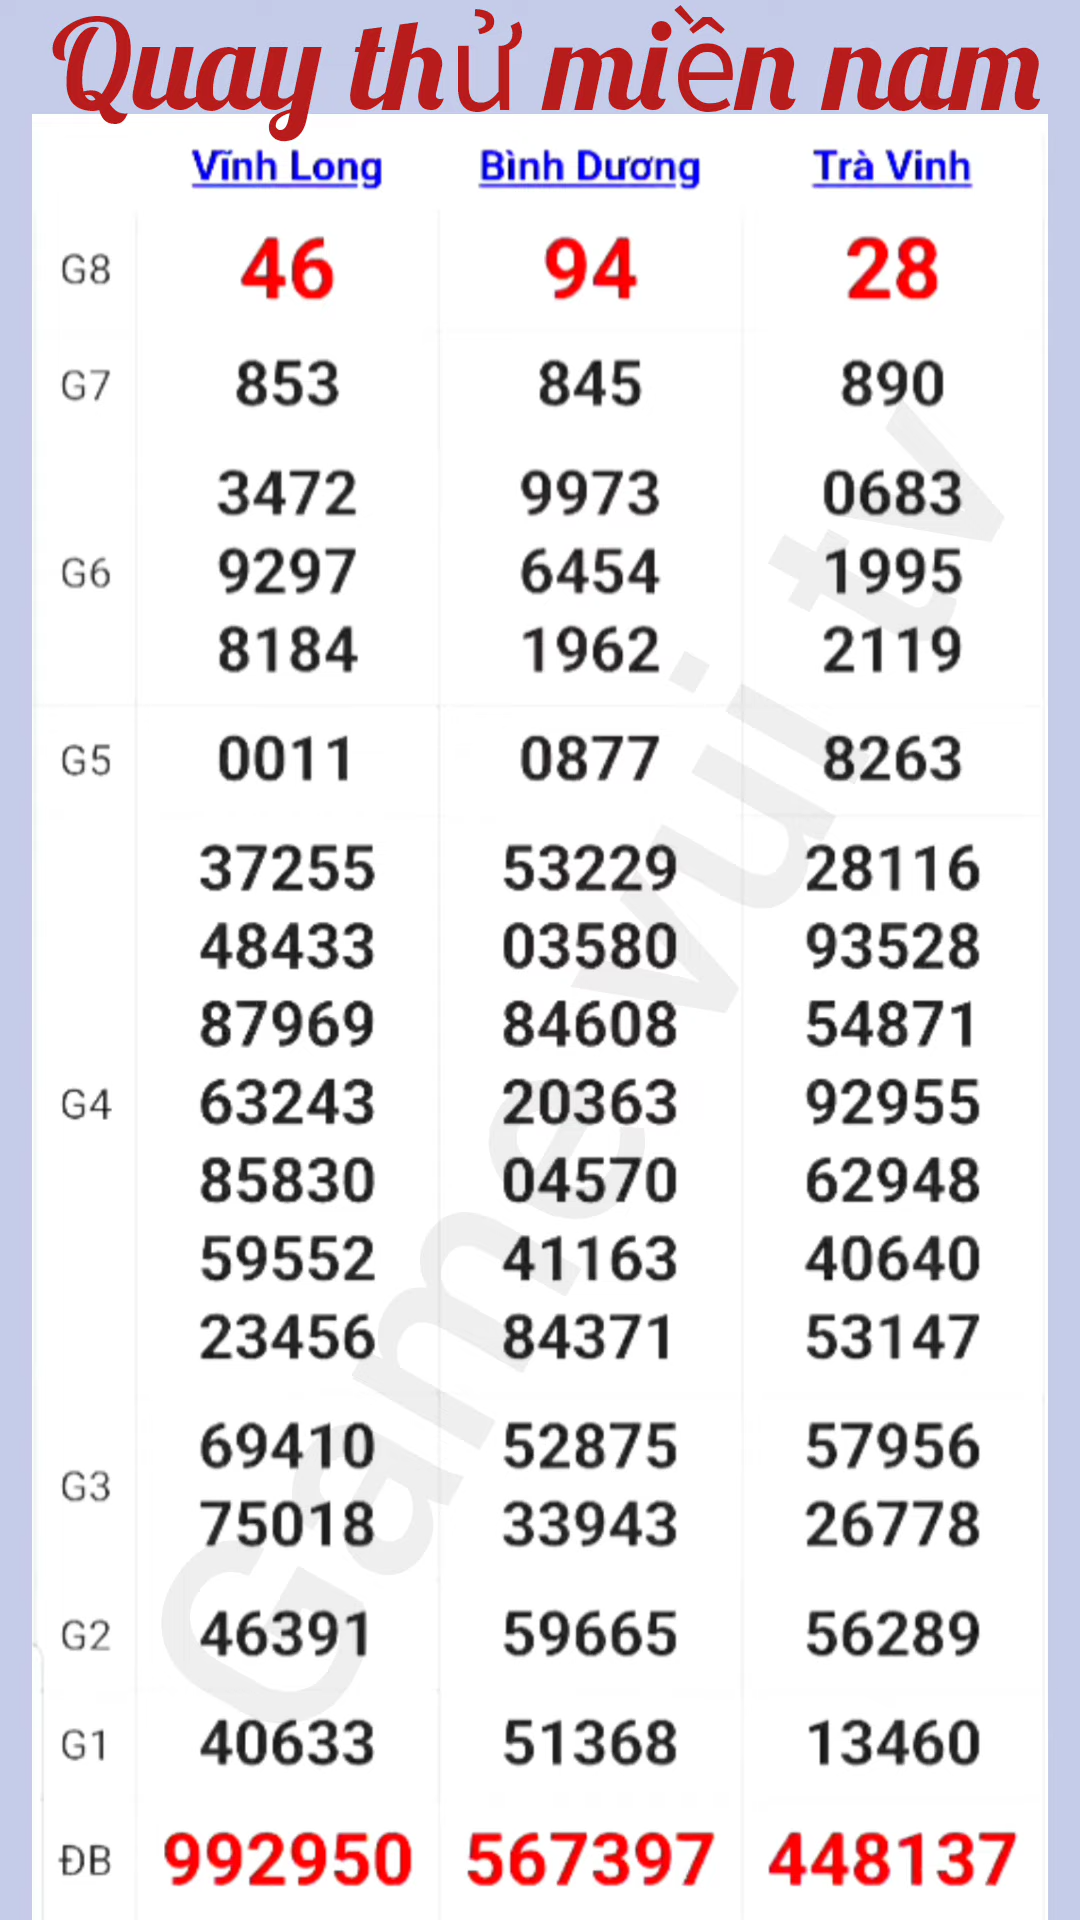 Quay thử miền nam
Vĩnh Long Bình Dương Trà Vinh
G8 46 94 28
G7 853 845 890
3472 9973 0683
G6 9297 6454 1995
8184 1962 2119
G5 0011 0877 8263
37255 53229 28116
48433 03580 93528
87969 84608 54871
G4 63243 20363 92955
85830 04570 62948
59552 41163 40640
23456 84371 53147
69410 52875 57956
G3
75018 33943 26778
G2 46391 59665 56289
G1 40633 51368 13460
ĐB 992950 567397 448137
Game vui tv